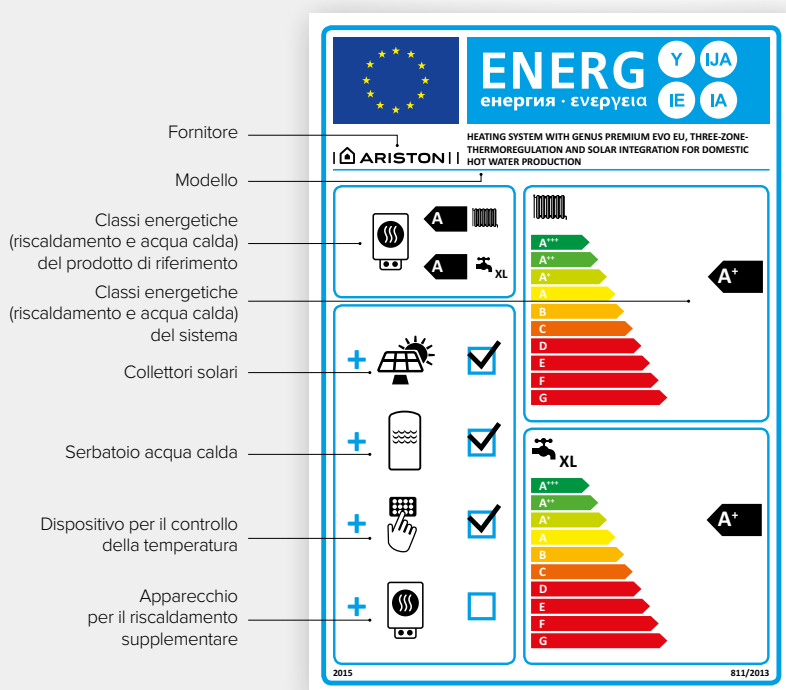 Fornitore
Modello
Classi energetiche
(riscaldamento e acqua calda)
del prodotto di riferimento
Classi energetiche
(riscaldamento e acqua calda)
del sistema
Collettori solari
Serbatoio acqua calda
Dispositivo per il controllo
della temperatura
Apparecchio
per il riscaldamento
supplementare
ENERG
енергия · ενεργεια
Y IJA
IE IA
ARISTON
HEATING SYSTEM WITH GENUS PREMIUM EVO EU, THREE-ZONE-
THERMOREGULATION AND SOLAR INTEGRATION FOR DOMESTIC
HOT WATER PRODUCTION
A
A
XL
+
+
+
+
A+++
A++
A+
A
B
C
D
E
F
G
A+
XL
A+++
A++
A+
A
B
C
D
E
F
G
A+
2015
811/2013